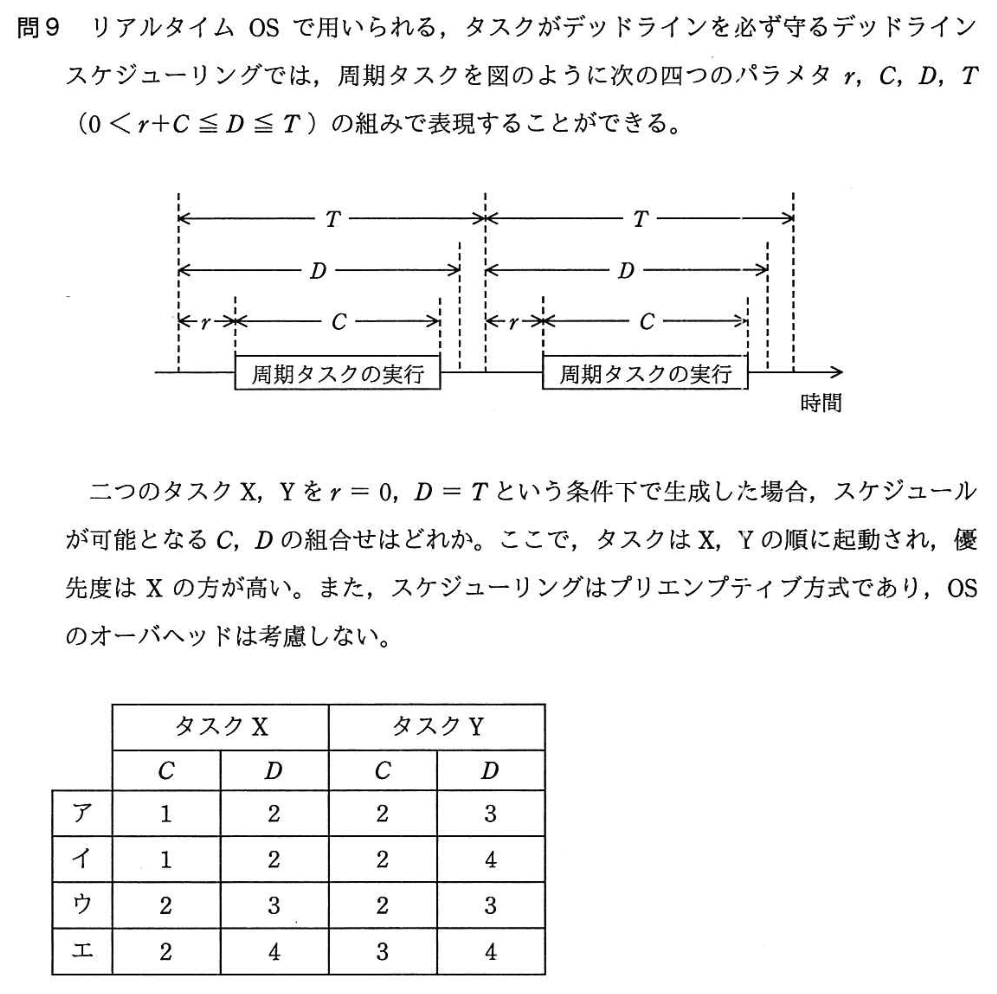 問9 リアルタイム OS で用いられる，タスクがデッドラインを必ず守るデッドライン
スケジューリングでは，周期タスクを図のように次の四つのパラメタ r，C，D，T
（0 ＜ r+C ≦ D ≦ T ）の組みで表現することができる。
T T
D D
r C r C
周期タスクの実行 周期タスクの実行
時間
二つのタスク X，Y を r = 0，D = T という条件下で生成した場合，スケジュール
が可能となる C，D の組合せはどれか。ここで，タスクは X，Y の順に起動され，優
先度は X の方が高い。また，スケジューリングはプリエンプティブ方式であり，OS
のオーバヘッドは考慮しない。
タスク X タスク Y
C D C D
ア 1 2 2 3
イ 1 2 2 4
ウ 2 3 2 3
エ 2 4 3 4